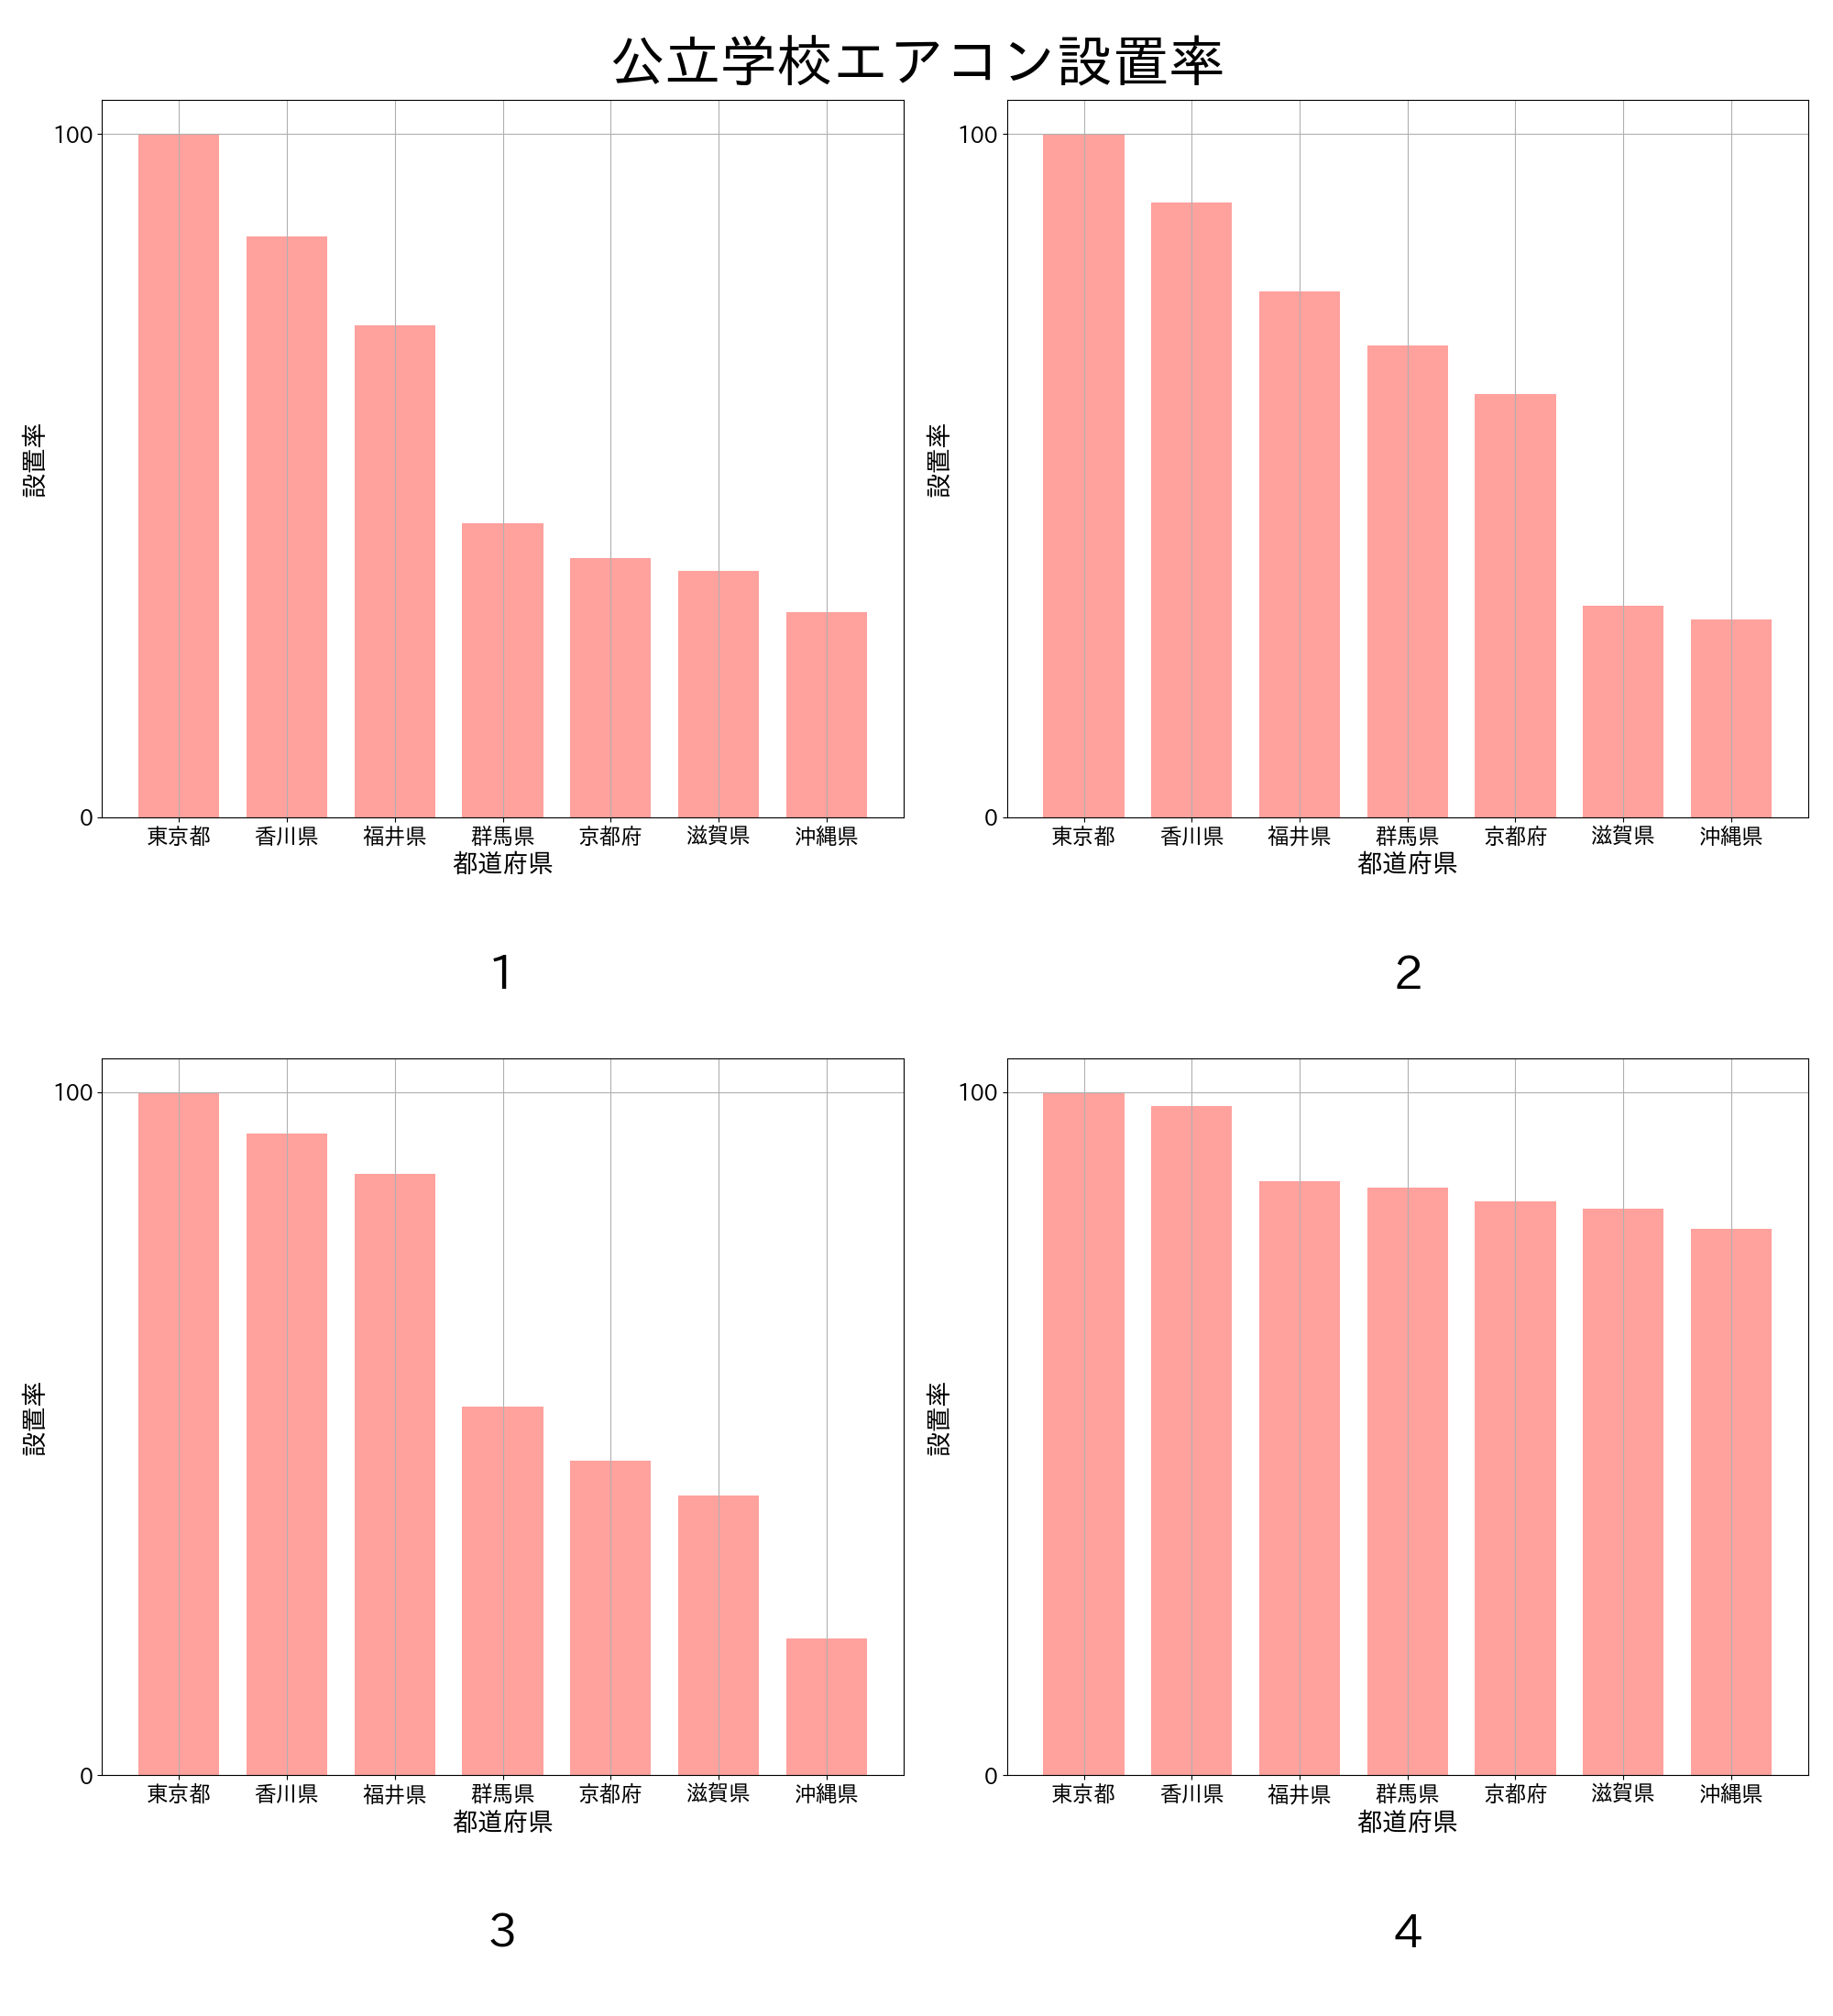 公立学校エアコン設置率
100
0
設置率
東京都 香川県 福井県 群馬県 京都府 滋賀県 沖縄県
都道府県
1
100
0
設置率
東京都 香川県 福井県 群馬県 京都府 滋賀県 沖縄県
都道府県
2
100
0
設置率
東京都 香川県 福井県 群馬県 京都府 滋賀県 沖縄県
都道府県
3
100
0
設置率
東京都 香川県 福井県 群馬県 京都府 滋賀県 沖縄県
都道府県
4